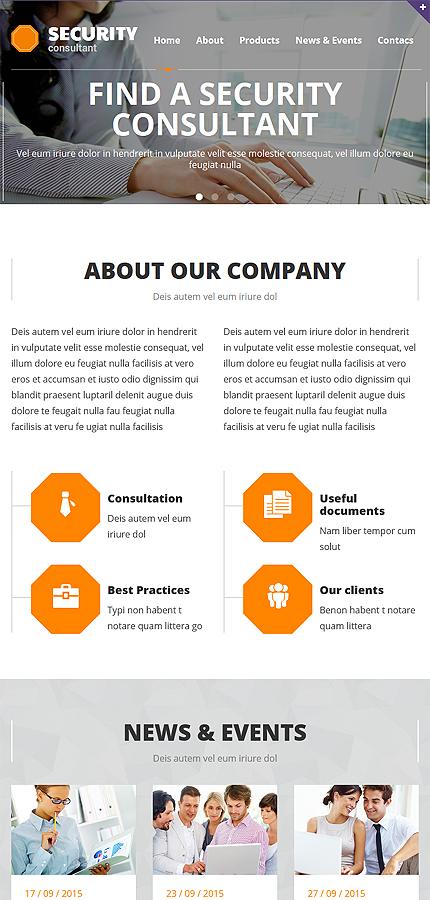 +
SECURITY
consultant
Home About Products News & Events Contacs
FIND A SECURITY
CONSULTANT
Vel eum iriure dolor in hendrerit in vulputate velit esse molestie consequat, vel illum dolore eu
feugiat nulla
ABOUT OUR COMPANY
Deis autem vel eum iriure dol
Deis autem vel eum iriure dolor in hendrerit
in vulputate velit esse molestie consequat, vel
illum dolore eu feugiat nulla facilisis at vero
eros et accumsan et iusto odio dignissim qui
blandit praesent luptaril delenit augue duis
dolore te feugait nulla fau feugiat nulla
facilisis at veru fe ugiat nulla facilisis
Deis autem vel eum iriure dolor in hendrerit
in vulputate velit esse molestie consequat, vel
illum dolore eu feugiat nulla facilisis at vero
eros et accumsan et iusto odio dignissim qui
blandit praesent luptaril delenit augue duis
dolore te feugait nulla fau feugiat nulla
facilisis at veru fe ugiat nulla facilisis
Consultation
Deis autem vel eum
iriure dol
Useful
documents
Nam liber tempor cum
solut
Best Practices
Typi non habent t
notare quam littera go
Our clients
Benon habent t notare
quam littera
NEWS & EVENTS
Deis autem vel eum iriure dol
17 / 09 / 2015
23 / 09 / 2015
27 / 09 / 2015